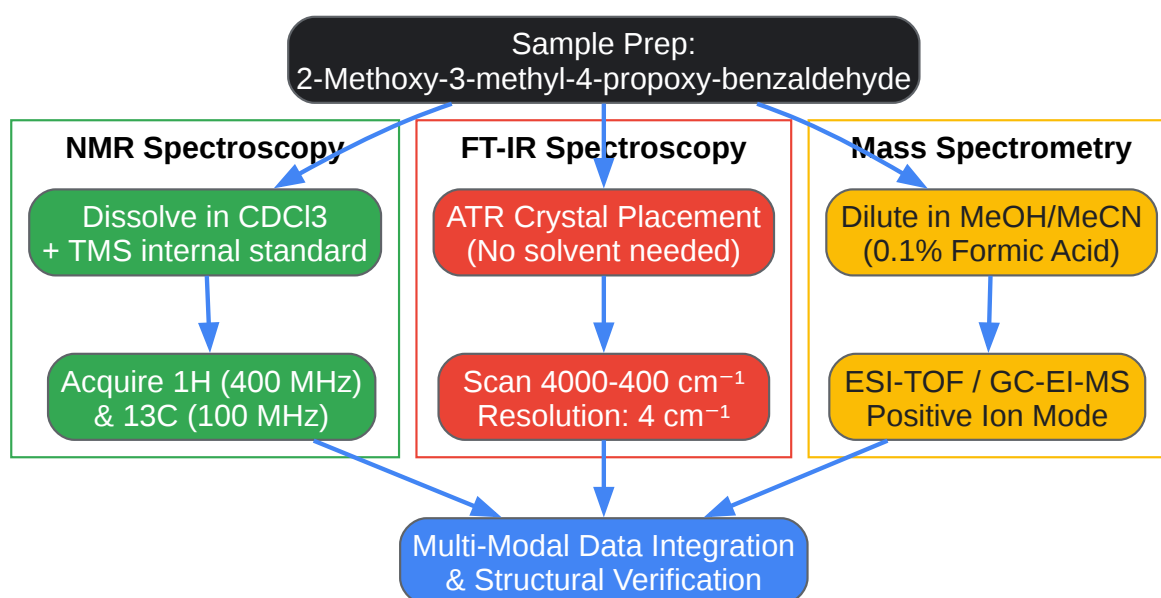 Sample Prep:
2-Methoxy-3-methyl-4-propoxy-benzaldehyde
NMR Spectroscopy
Dissolve in CDCl3
+ TMS internal standard
Acquire 1H (400 MHz)
& 13C (100 MHz)
FT-IR Spectroscopy
ATR Crystal Placement
(No solvent needed)
Scan 4000-400 cm⁻¹
Resolution: 4 cm⁻¹
Mass Spectrometry
Dilute in MeOH/MeCN
(0.1% Formic Acid)
ESI-TOF / GC-EI-MS
Positive Ion Mode
Multi-Modal Data Integration
& Structural Verification